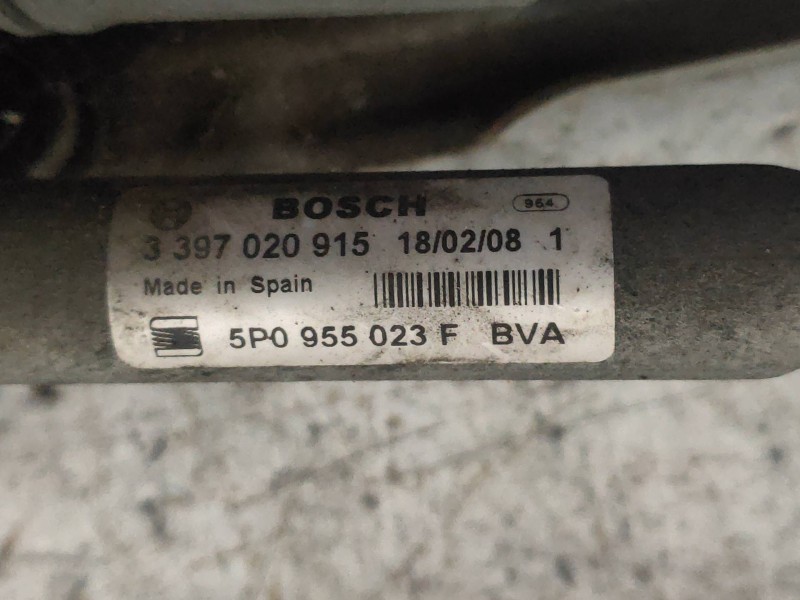 BOSCH 964
3 397 020 915 18/02/08 1
Made in Spain
5P0 955 023 F BVA